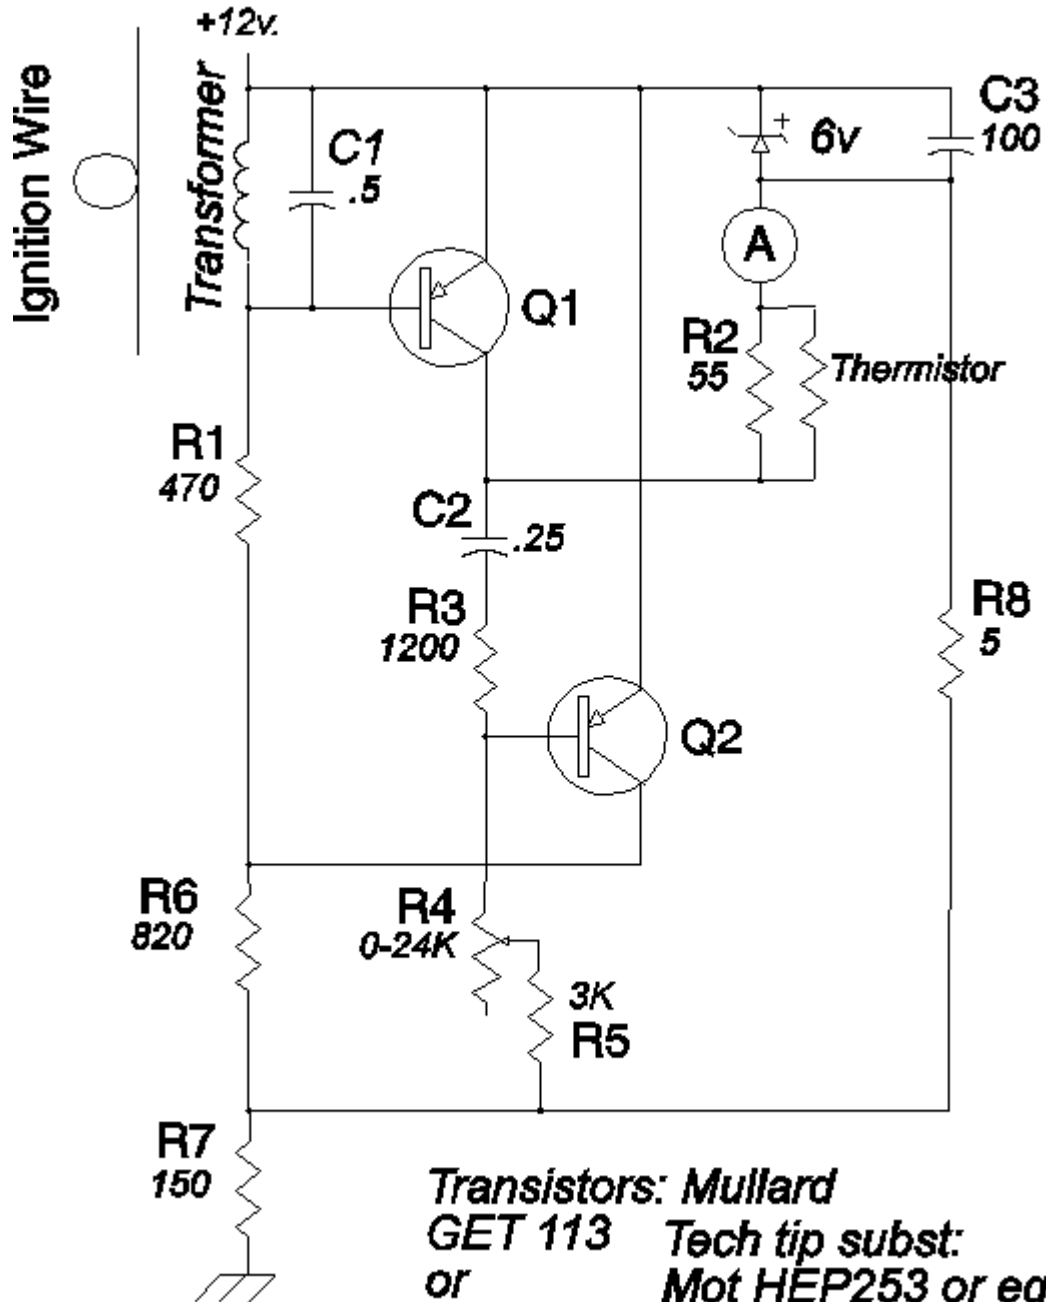 +12v.
Ignition Wire
Transformer
C1
.5
+
6v
C3
100
A
Q1
R2
55
Thermistor
R1
470
C2
.25
R3
1200
R8
5
Q2
R6
820
R4
0-24K
3K
R5
R7
150
Transistors: Mullard
GET 113
or
Tech tip subst:
Mot HEP253 or eq